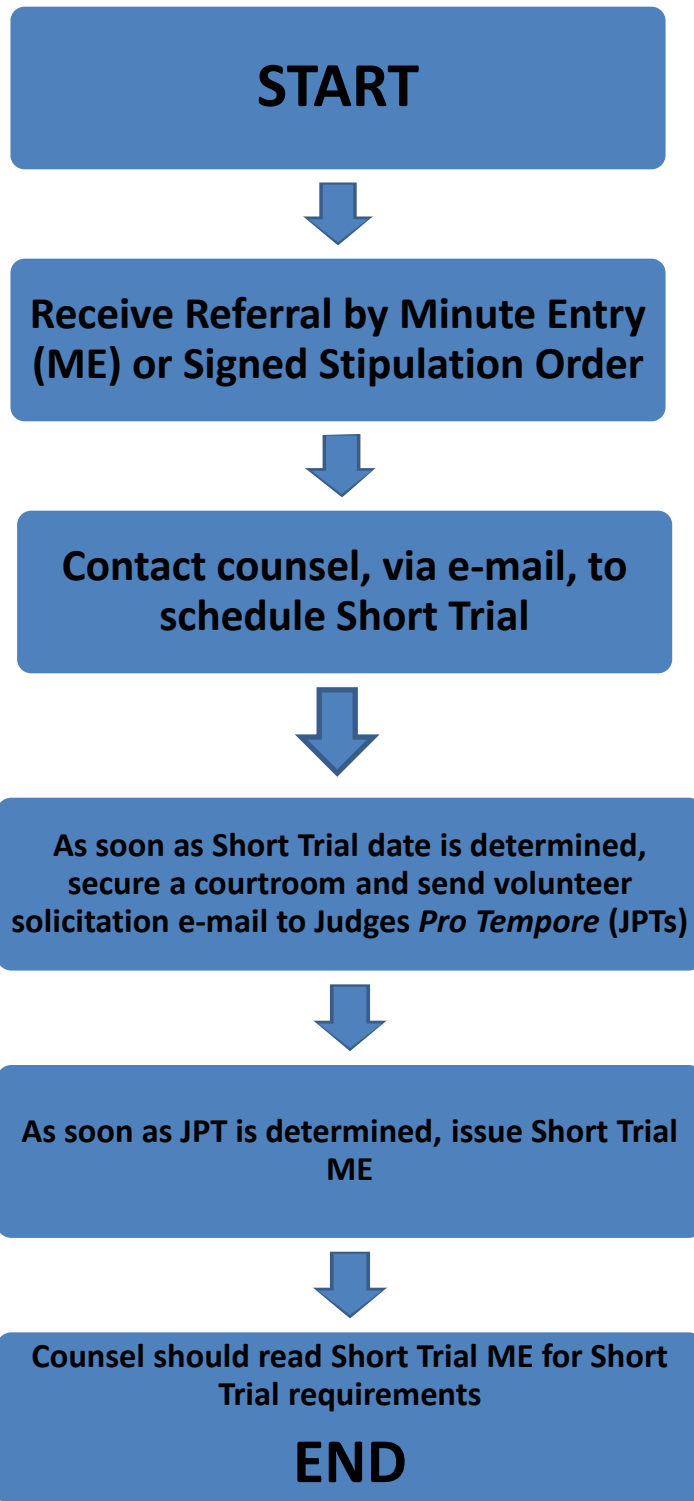 START
Receive Referral by Minute Entry
(ME) or Signed Stipulation Order
Contact counsel, via e-mail, to
schedule Short Trial
As soon as Short Trial date is determined,
secure a courtroom and send volunteer
solicitation e-mail to Judges Pro Tempore (JPTs)
As soon as JPT is determined, issue Short Trial
ME
Counsel should read Short Trial ME for Short
Trial requirements
END